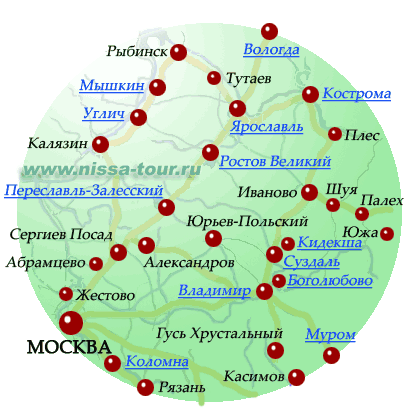 Рыбинск
Вологда
Тутаев
Мышкин
Кострома
Углич
Ярославль
Плес
Калязин
Ростов Великий
www.nissa-tour.ru
Переславль-Залесский
Иваново
Шуя
Палех
Юрьев-Польский
Южа
Сергиев Посад
Кидекша
Абрамцево
Александров
Суздаль
Боголюбово
Жестово
Владимир
Гусь Хрустальный
Муром
МОСКВА
Коломна
Касимов
Рязань